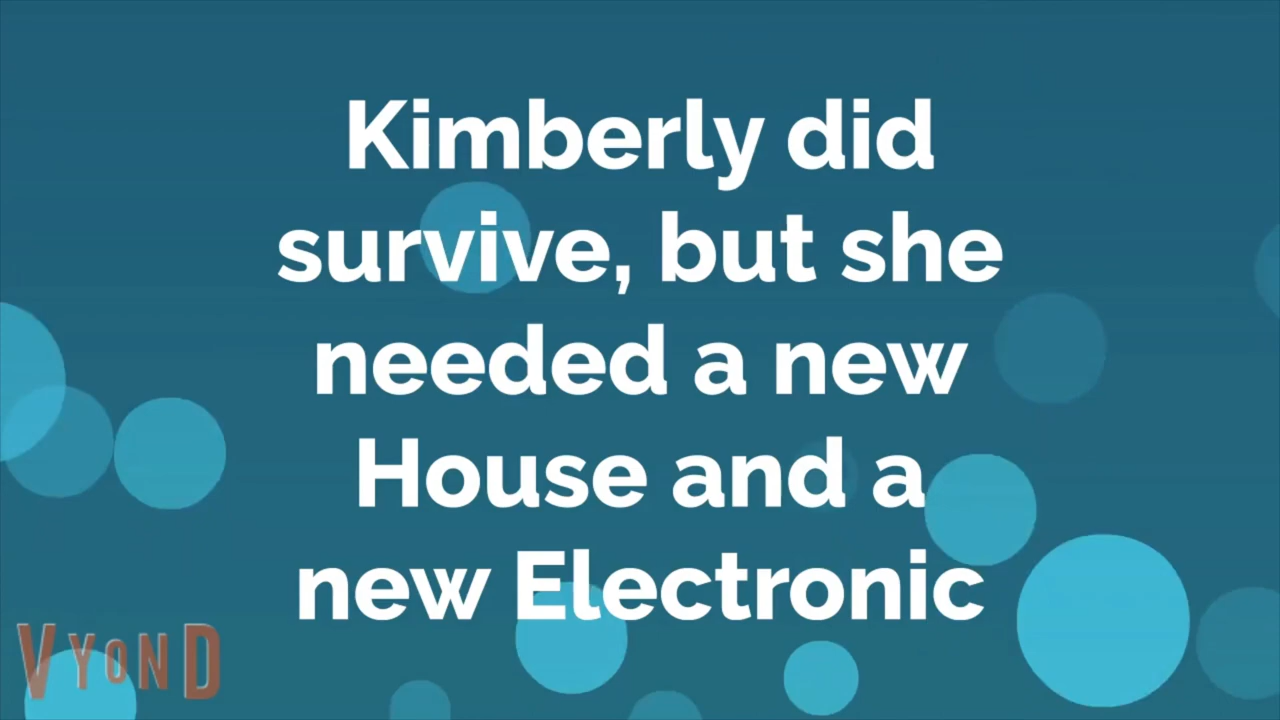 Kimberly did
survive, but she
needed a new
House and a
new Electronic
VYOND